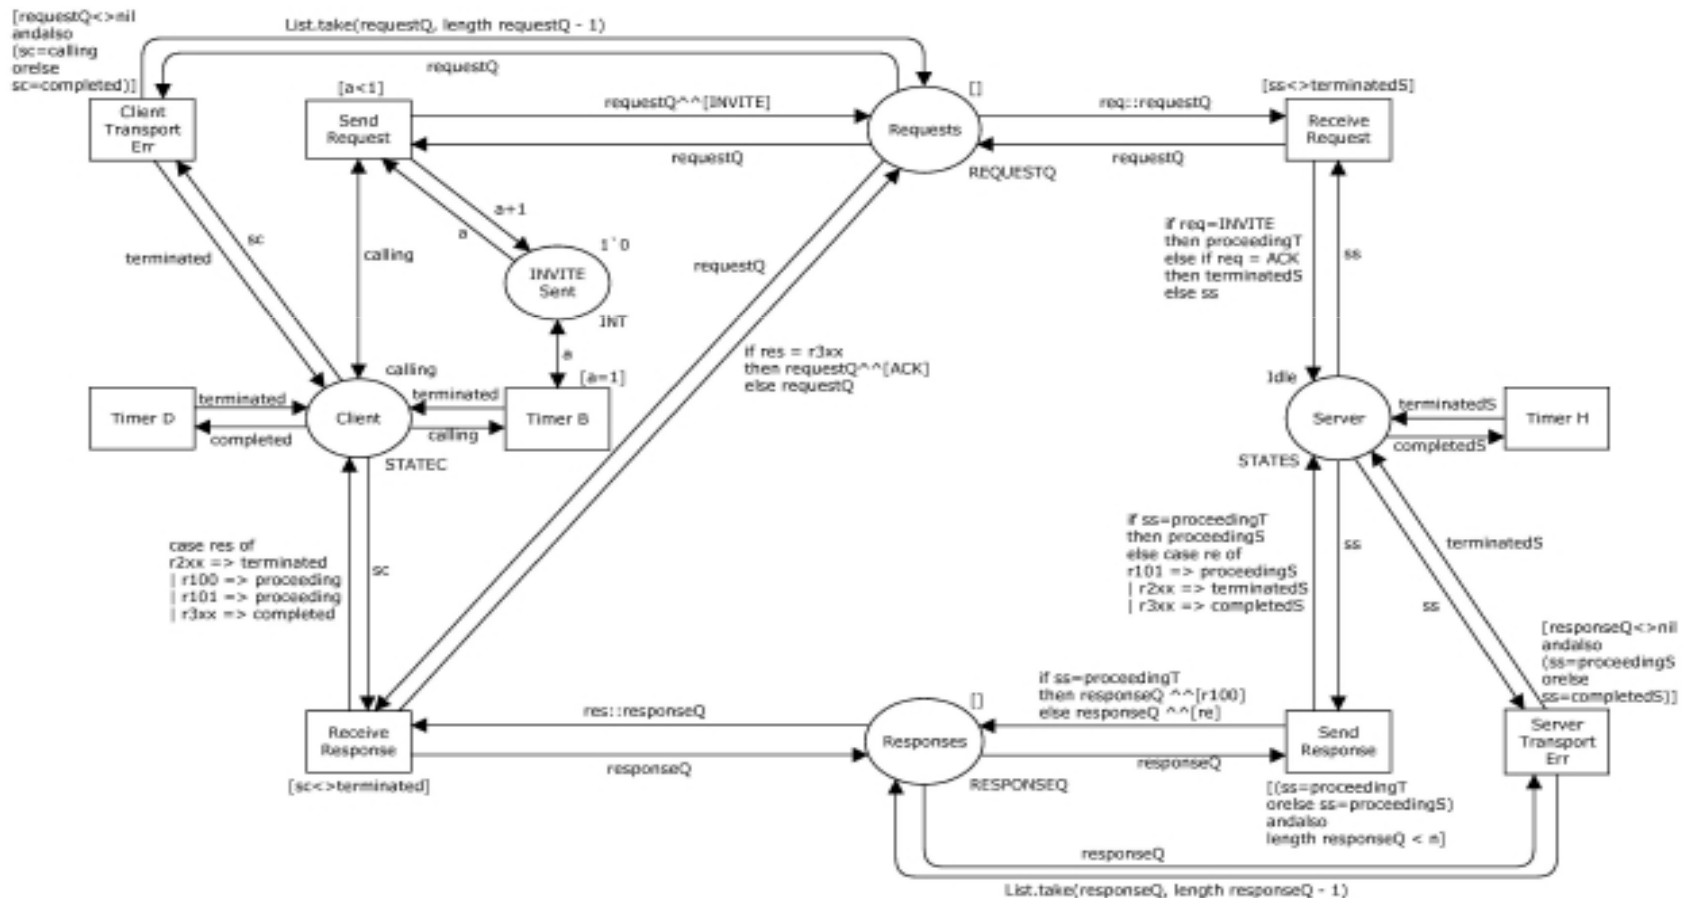 [requestQ<>nil
andalso
(sc=calling
orelse
sc=completed)]
List.take(requestQ, length requestQ - 1)
requestQ
Client
Transport
Err
[a<1]
Send
Request
requestQ^^[INVITE]
requestQ
[]
Requests
REQUESTQ
req::requestQ
requestQ
[ss<>terminatedS]
Receive
Request
terminated
sc
calling
a+1
a
1`0
INVITE
Sent
INT
a
requestQ
if req=INVITE
then proceedingT
else if req = ACK
then terminatedS
else ss
ss
if res = r3xx
then requestQ^^[ACK]
else requestQ
Timer D
terminated
completed
calling
Client
STATEC
terminated
calling
[a=1]
Timer B
Idle
Server
STATES
terminatedS
completedS
Timer H
case res of
r2xx => terminated
| r100 => proceeding
| r101 => proceeding
| r3xx => completed
sc
if ss=proceedingT
then proceedingS
else case re of
r101 => proceedingS
| r2xx => terminatedS
| r3xx => completedS
ss
terminatedS
ss
[responseQ<>nil
andalso
(ss=proceedingS
orelse
ss=completedS)]
Receive
Response
[sc<>terminated]
res::responseQ
responseQ
[]
Responses
RESPONSEQ
if ss=proceedingT
then responseQ ^^[r100]
else responseQ ^^[re]
responseQ
Send
Response
[(ss=proceedingT
orelse ss=proceedingS)
andalso
length responseQ < n]
Server
Transport
Err
responseQ
List.take(responseQ, length responseQ - 1)